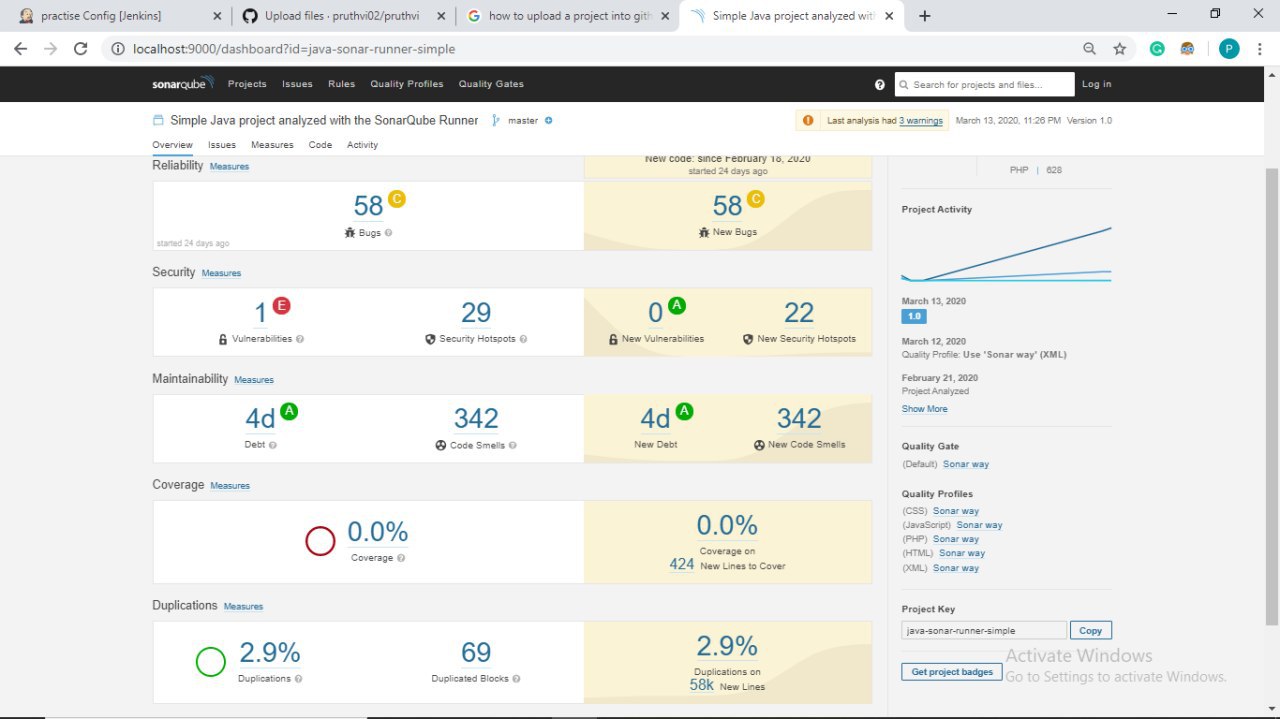 practise Config [Jenkins]
Upload files · pruthvi02/pruthvi
how to upload a project into gith
Simple Java project analyzed with
localhost:9000/dashboard?id=java-sonar-runner-simple
P
sonarqube Projects Issues Rules Quality Profiles Quality Gates
Search for projects and files...
Log in
Simple Java project analyzed with the SonarQube Runner
master
Last analysis had 3 warnings
March 13, 2020, 11:26 PM Version 1.0
Overview Issues Measures Code Activity
Reliability Measures
New code: since February 18, 2020
started 24 days ago
58 C
Bugs
started 24 days ago
58 C
New Bugs
Security Measures
1 E
Vulnerabilities
29
Security Hotspots
0 A
New Vulnerabilities
22
New Security Hotspots
Maintainability Measures
4d A
Debt
342
Code Smells
4d A
New Debt
342
New Code Smells
Coverage Measures
0.0%
Coverage
0.0%
Coverage on
424 New Lines to Cover
Duplications Measures
2.9%
Duplications
69
Duplicated Blocks
2.9%
Duplications on
58k New Lines
PHP | 628
Project Activity
March 13, 2020
1.0
March 12, 2020
Quality Profile: Use 'Sonar way' (XML)
February 21, 2020
Project Analyzed
Show More
Quality Gate
(Default) Sonar way
Quality Profiles
(CSS) Sonar way
(JavaScript) Sonar way
(PHP) Sonar way
(HTML) Sonar way
(XML) Sonar way
Project Key
java-sonar-runner-simple
Copy
Get project badges
Activate Windows
Go to Settings to activate Windows.